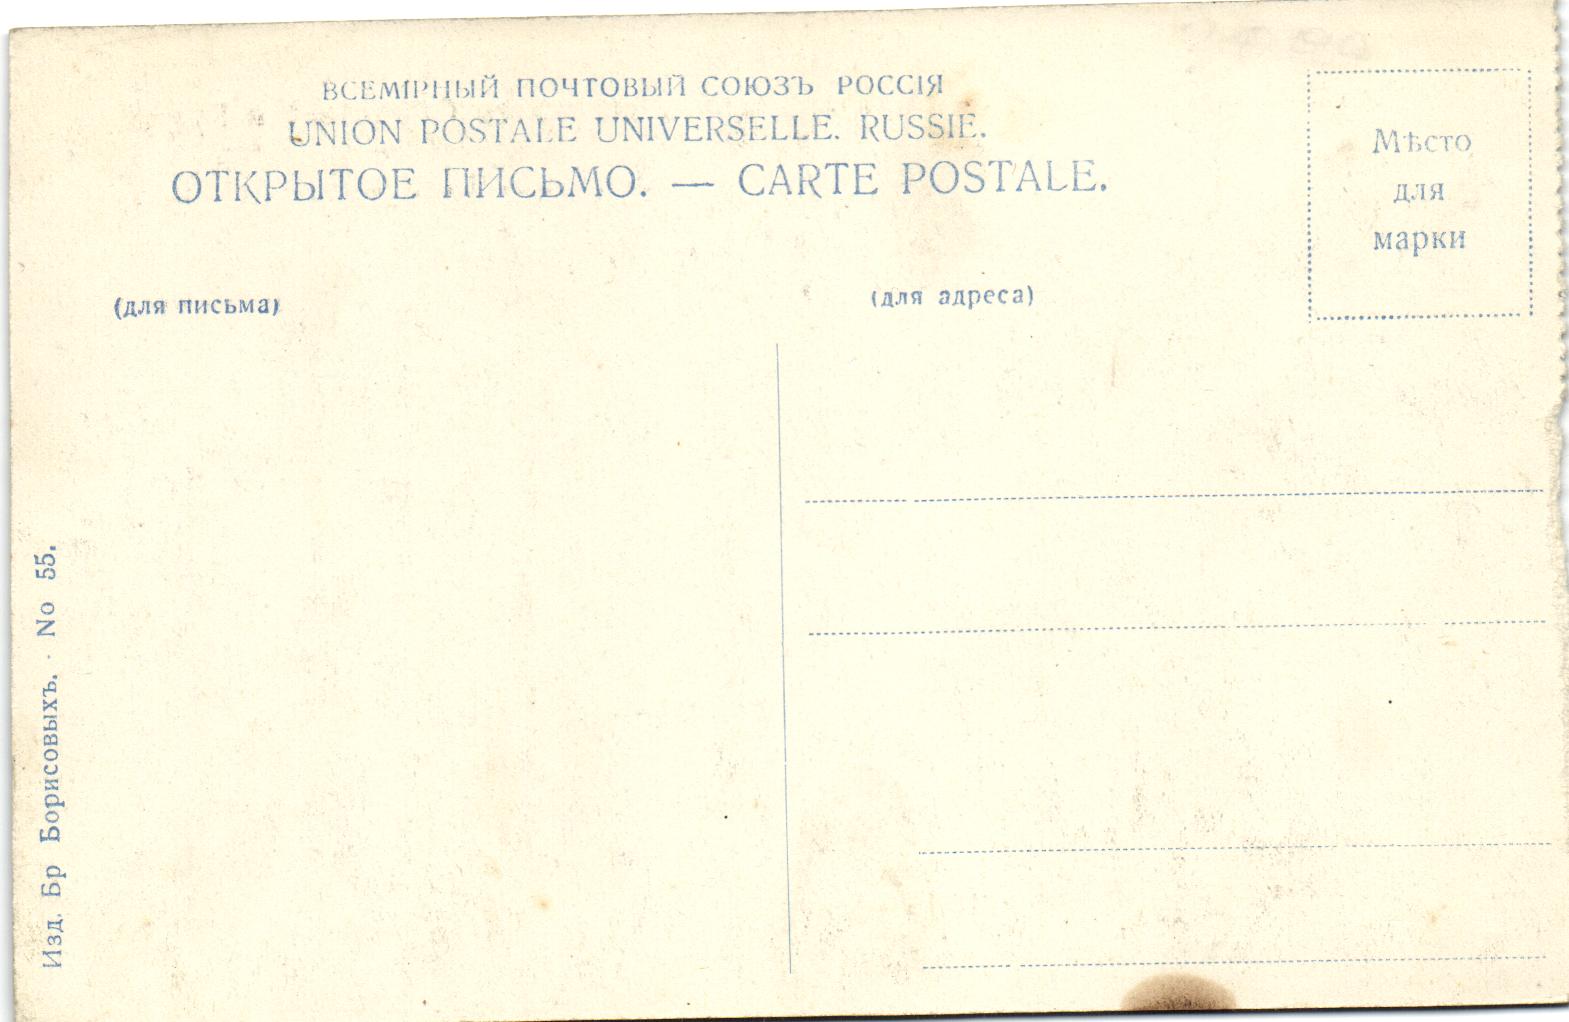 ВСЕМІРНЫЙ ПОЧТОВЫЙ СОЮЗЪ РОССІЯ
UNION POSTALE UNIVERSELLE. RUSSIE.
ОТКРЫТОЕ ПИСЬМО. — CARTE POSTALE.
Мѣсто
для
марки
(для письма)
(для адреса)
Изд. Бр Борисовыхъ. · No 55.